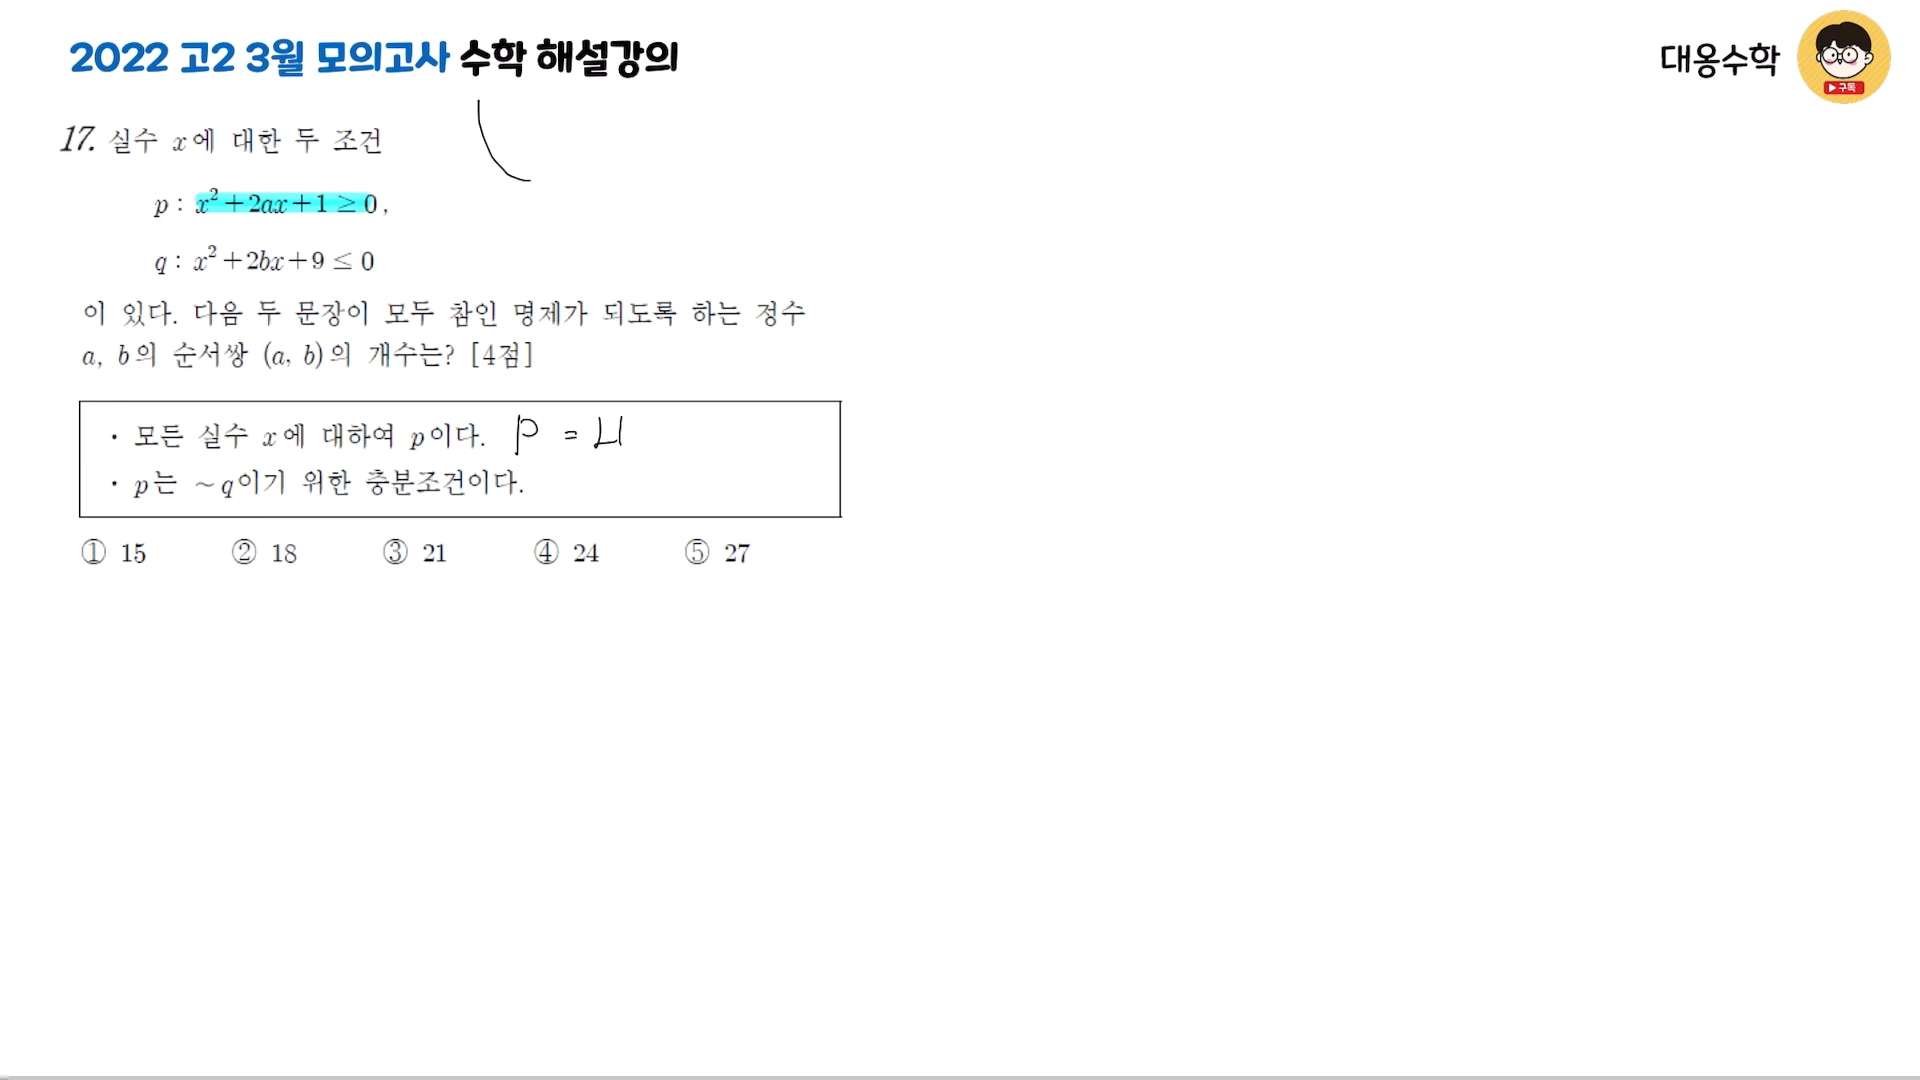 2022 고2 3월 모의고사 수학 해설강의
대웅수학
구독
17. 실수 x에 대한 두 조건
p : x²+2ax+1 ≥ 0,
q : x²+2bx+9 ≤ 0
이 있다. 다음 두 문장이 모두 참인 명제가 되도록 하는 정수
a, b의 순서쌍 (a, b)의 개수는? [4점]
· 모든 실수 x에 대하여 p이다. P = U
· p는 ~q이기 위한 충분조건이다.
① 15 ② 18 ③ 21 ④ 24 ⑤ 27